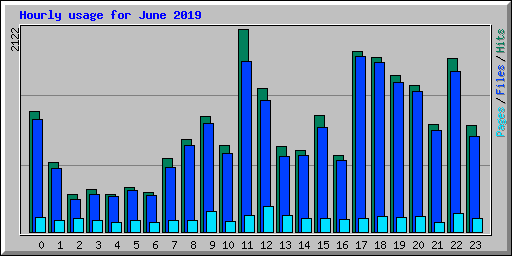 Hourly usage for June 2019
2122
Pages/Files/Hits
0 1 2 3 4 5 6 7 8 9 10 11 12 13 14 15 16 17 18 19 20 21 22 23